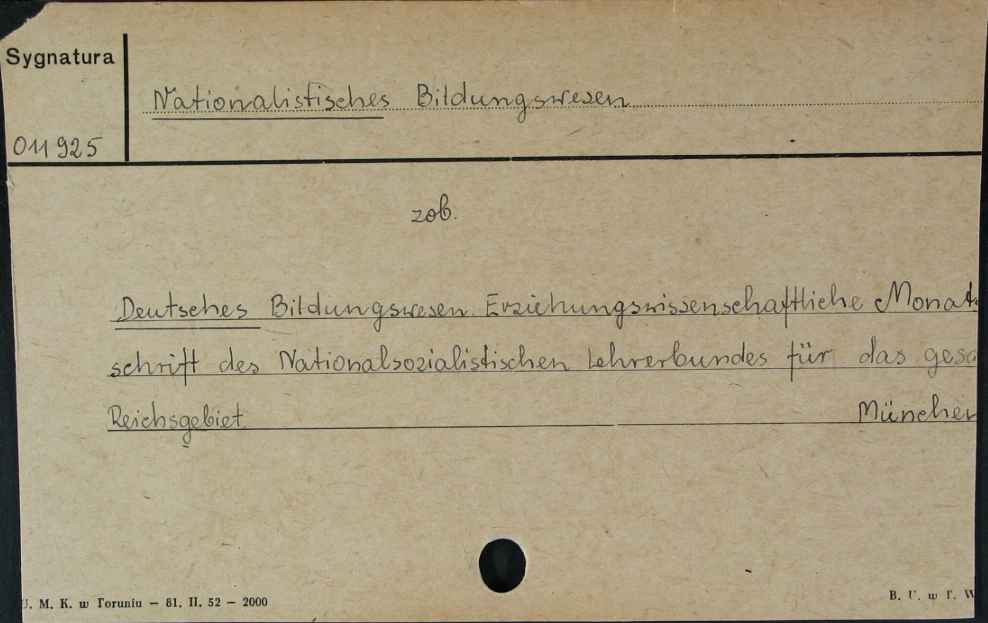 Sygnatura
Nationalistisches Bildungswesen
011925
zob.
Deutsches Bildungswesen. Erziehungswissenschaftliche Monat
schrift des Nationalsozialistischen Lehrerbundes für das gesa
Reichsgebiet München
U. M. K. w Toruniu — 81. II. 52 — 2000
B. U. w T. W